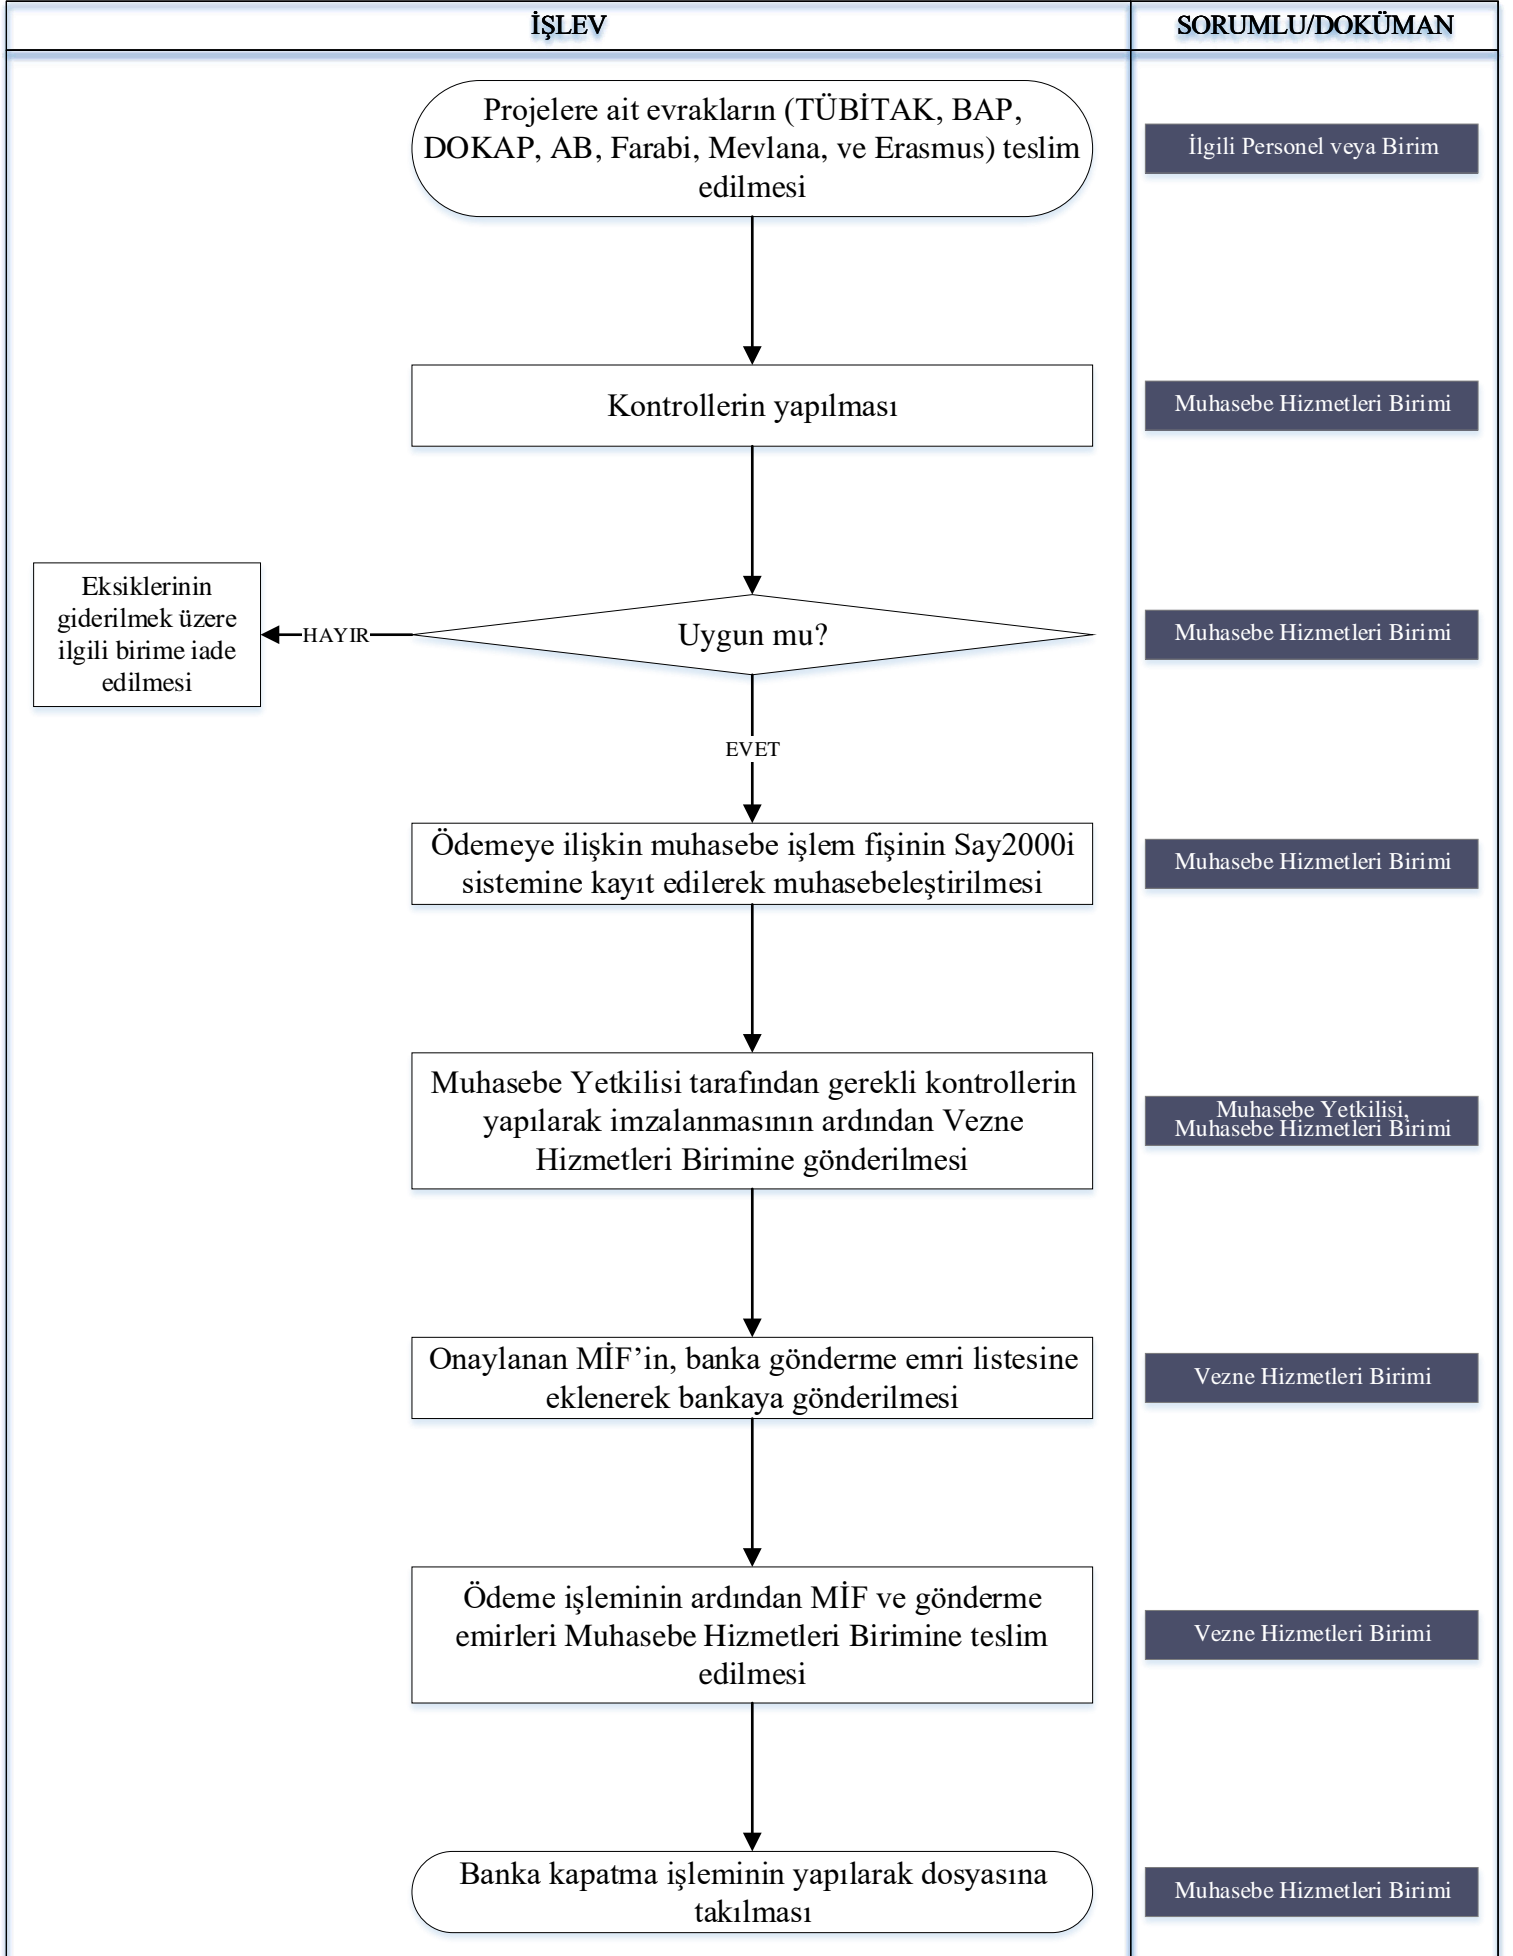 İŞLEV
SORUMLU/DOKÜMAN
Projelere ait evrakların (TÜBİTAK, BAP,
DOKAP, AB, Farabi, Mevlana, ve Erasmus) teslim
edilmesi
İlgili Personel veya Birim
Kontrollerin yapılması
Muhasebe Hizmetleri Birimi
Eksiklerinin
giderilmek üzere
ilgili birime iade
edilmesi
HAYIR
Uygun mu?
Muhasebe Hizmetleri Birimi
EVET
Ödemeye ilişkin muhasebe işlem fişinin Say2000i
sistemine kayıt edilerek muhasebeleştirilmesi
Muhasebe Hizmetleri Birimi
Muhasebe Yetkilisi tarafından gerekli kontrollerin
yapılarak imzalanmasının ardından Vezne
Hizmetleri Birimine gönderilmesi
Muhasebe Yetkilisi,
Muhasebe Hizmetleri Birimi
Onaylanan MİF’in, banka gönderme emri listesine
eklenerek bankaya gönderilmesi
Vezne Hizmetleri Birimi
Ödeme işleminin ardından MİF ve gönderme
emirleri Muhasebe Hizmetleri Birimine teslim
edilmesi
Vezne Hizmetleri Birimi
Banka kapatma işleminin yapılarak dosyasına
takılması
Muhasebe Hizmetleri Birimi